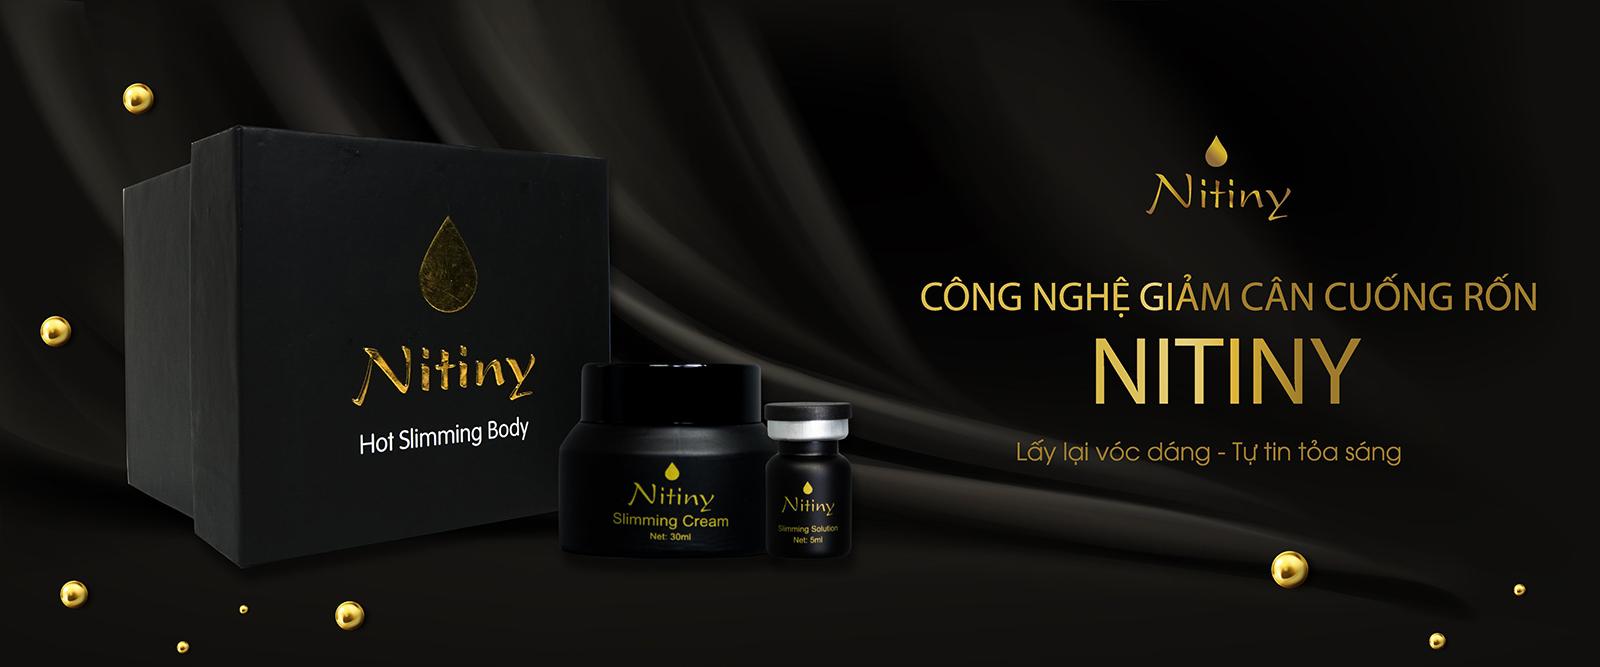 Nitiny
Hot Slimming Body
Nitiny
Slimming Cream
Net: 30ml
Nitiny
Slimming Solution
Net: 5ml
Nitiny
CÔNG NGHỆ GIẢM CÂN CUỐNG RỐN
NITINY
Lấy lại vóc dáng - Tự tin tỏa sáng